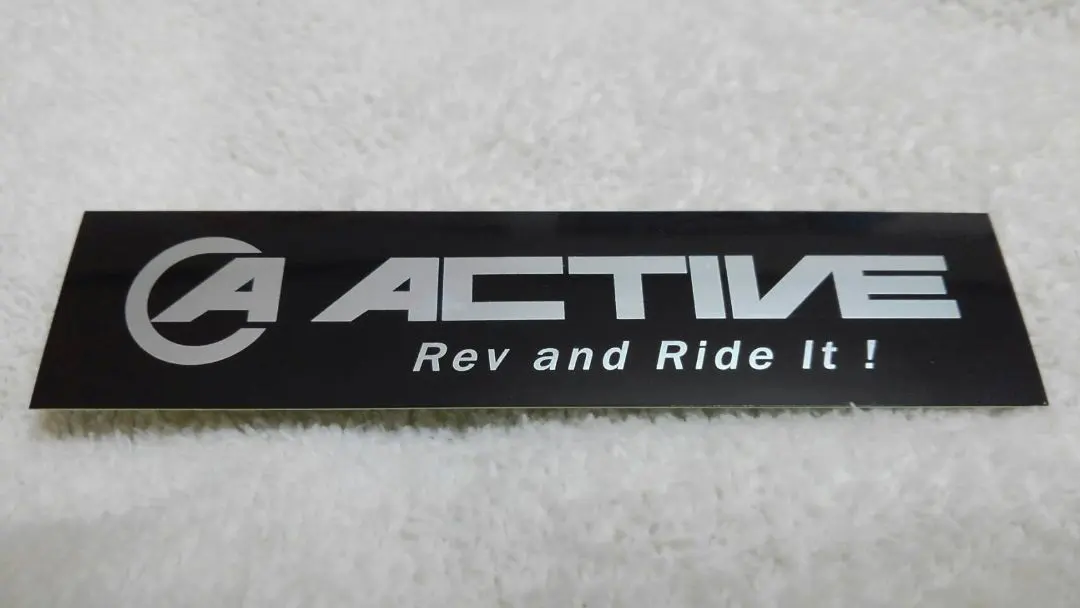 A ACTIVE
Rev and Ride It !